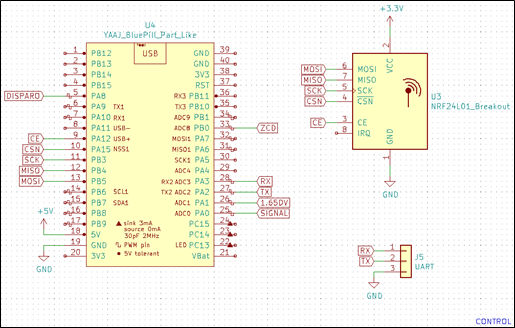 U4
YAAJ_BluePill_Part_Like
USB
1 PB12 GND 39
2 PB13 GND 40
3 PB14 3V3 38
4 PB15 RST 37
DISPARO 5 PA8 RX3 PB11 36
6 PA9 TX1 TX3 PB10 35
7 PA10 RX1 ADC9 PB1 34
8 PA11 USB- ADC8 PB0 33 ZCD
CE 9 PA12 USB+ MOSI1 PA7 32
CSN 10 PA15 NSS1 MISO1 PA6 31
SCK 11 PB3 SCK1 PA5 30
MISO 12 PB4 ADC4 PA4 29
MOSI 13 PB5 RX2 ADC3 PA3 28 RX
14 PB6 SCL1 TX2 ADC2 PA2 27 TX
15 PB7 SDA1 ADC1 PA1 26 1.65DV
16 PB8 ADC0 PA0 25 SIGNAL
17 PB9 PC15 24
+5V 18 5V PC14 23
19 GND LED PC13 22
20 3V3 VBat 21
sink 3mA
source 0mA
30pF 2MHz
PWM pin
5V tolerant
GND
+3.3V
2
VCC
MOSI 6 MOSI
MISO 7 MISO
SCK 5 SCK
CSN 4 CSN
CE 3 CE
8 IRQ
GND
1
GND
U3
NRF24L01_Breakout
RX 1
TX 2
3
J5
UART
GND
CONTROL